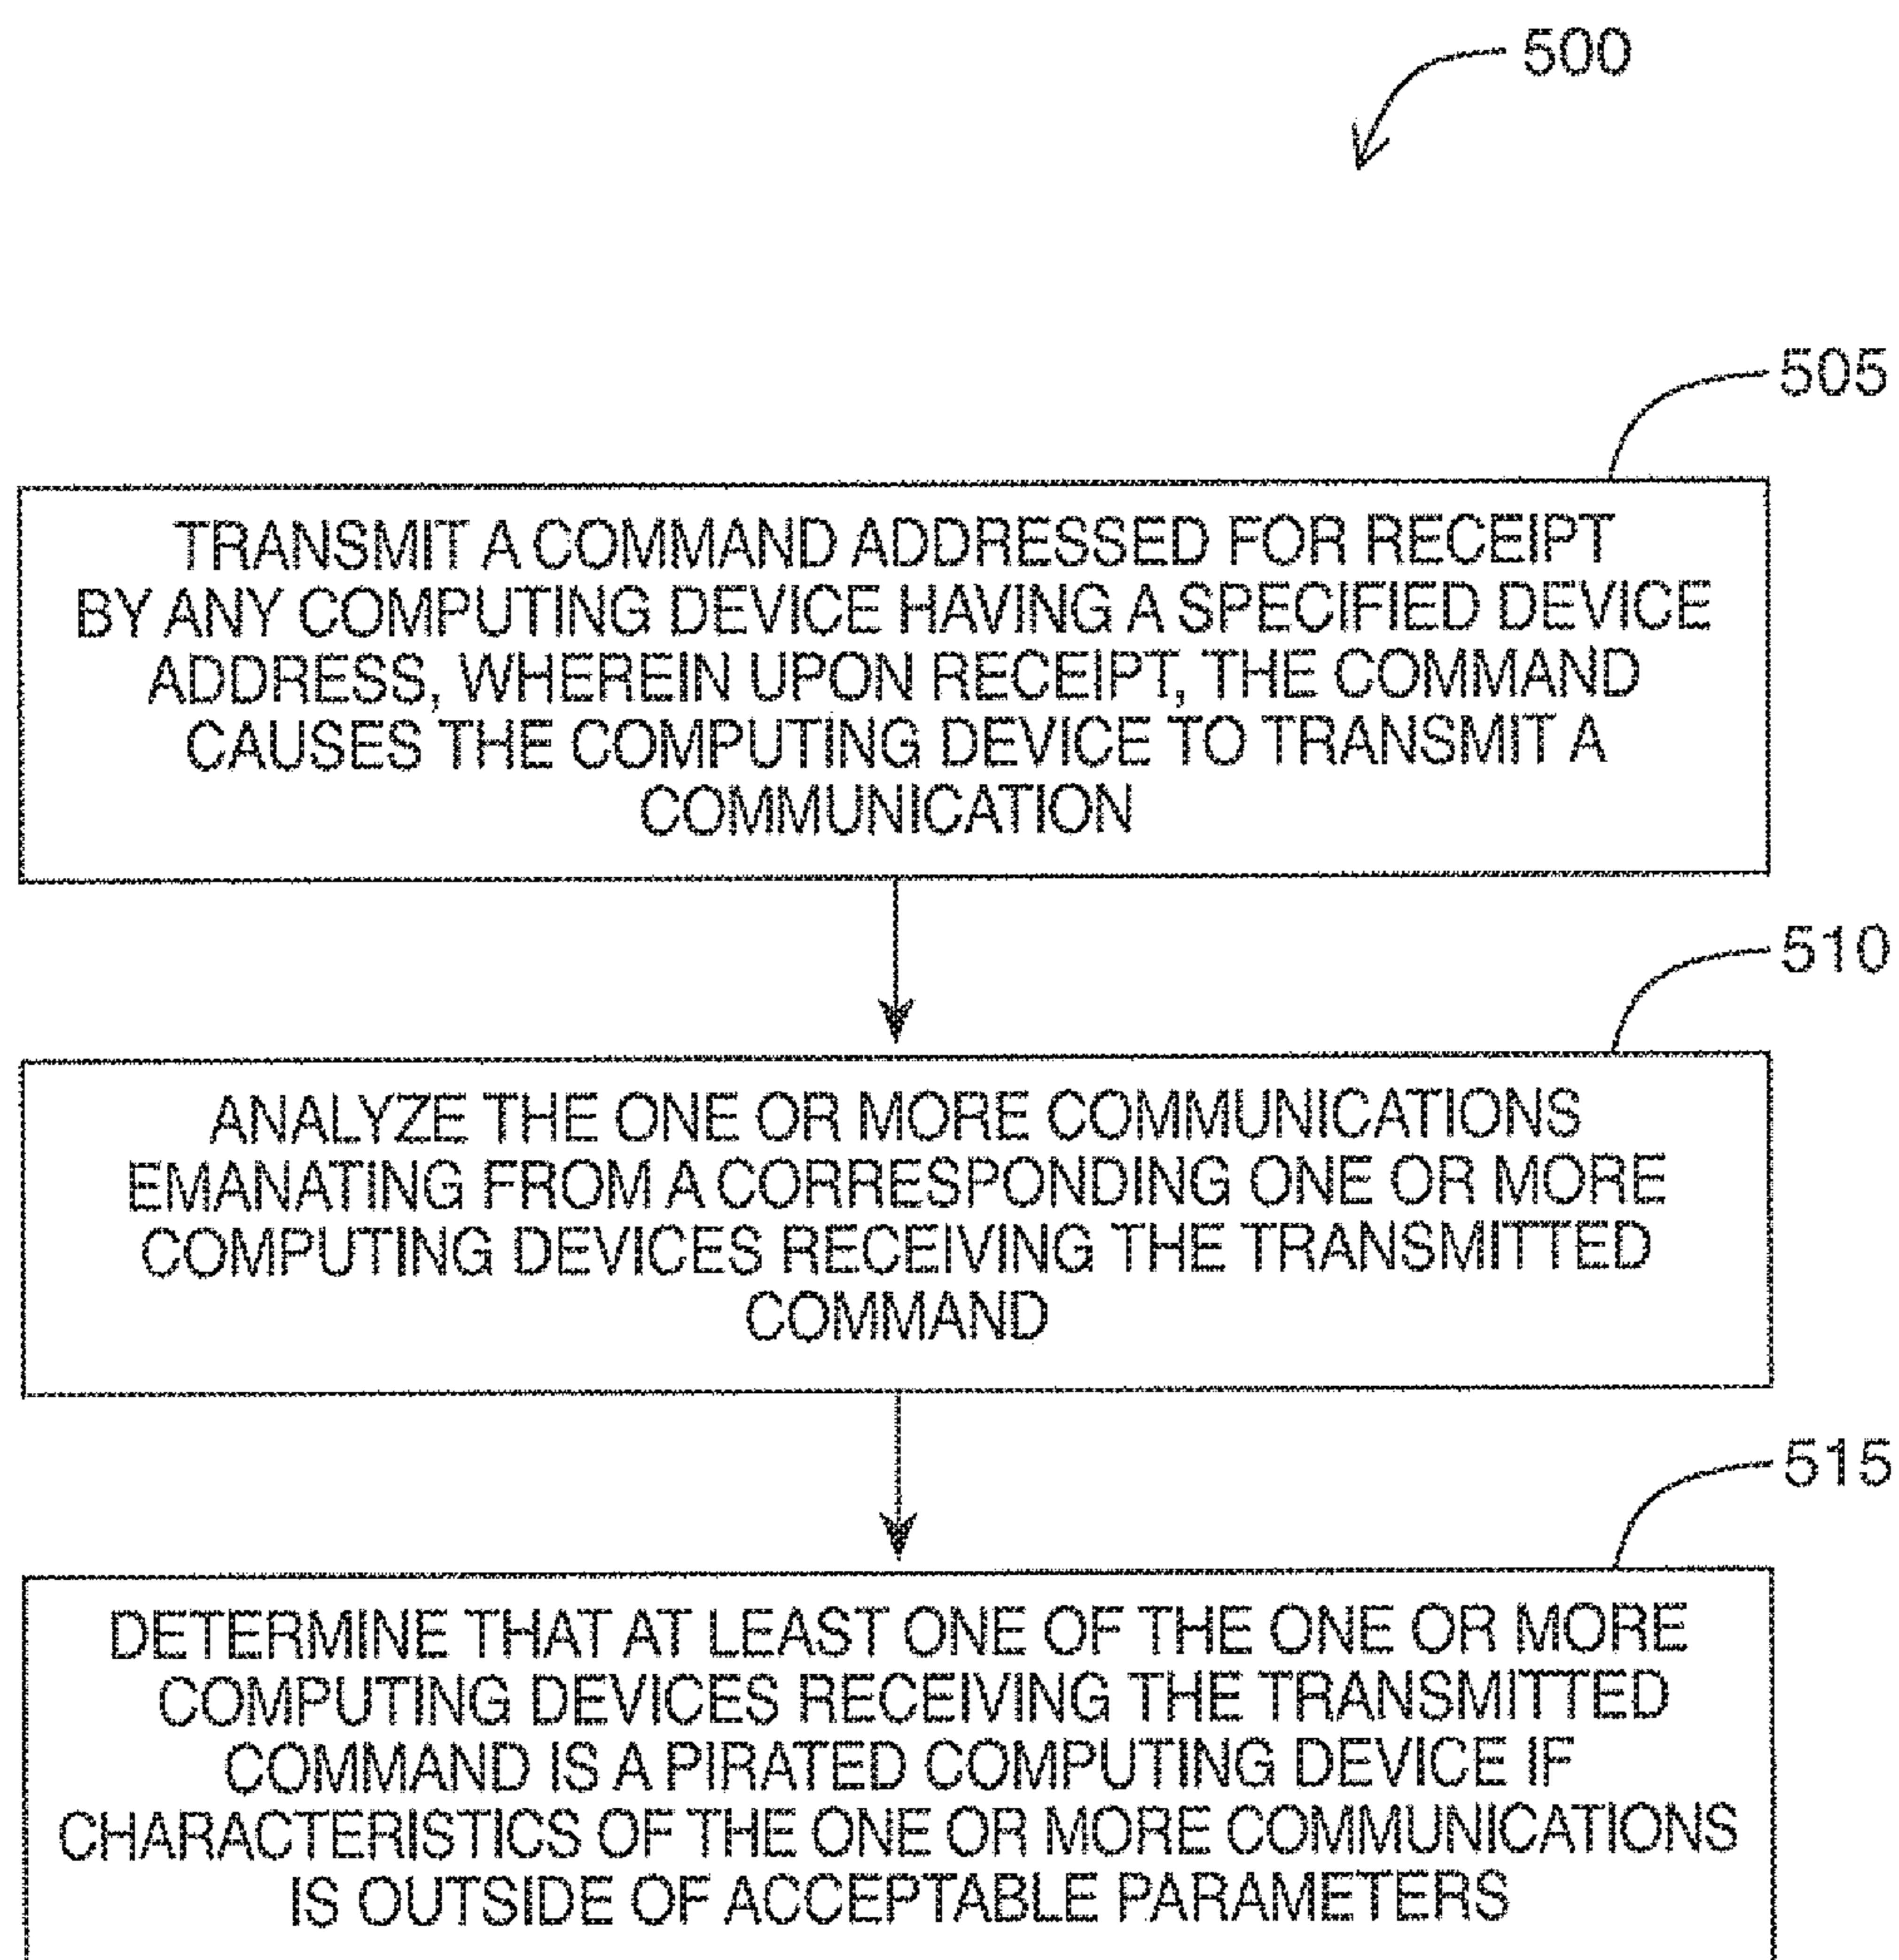 500
505
TRANSMIT A COMMAND ADDRESSED FOR RECEIPT
BY ANY COMPUTING DEVICE HAVING A SPECIFIED DEVICE
ADDRESS, WHEREIN UPON RECEIPT, THE COMMAND
CAUSES THE COMPUTING DEVICE TO TRANSMIT A
COMMUNICATION
510
ANALYZE THE ONE OR MORE COMMUNICATIONS
EMANATING FROM A CORRESPONDING ONE OR MORE
COMPUTING DEVICES RECEIVING THE TRANSMITTED
COMMAND
515
DETERMINE THAT AT LEAST ONE OF THE ONE OR MORE
COMPUTING DEVICES RECEIVING THE TRANSMITTED
COMMAND IS A PIRATED COMPUTING DEVICE IF
CHARACTERISTICS OF THE ONE OR MORE COMMUNICATIONS
IS OUTSIDE OF ACCEPTABLE PARAMETERS